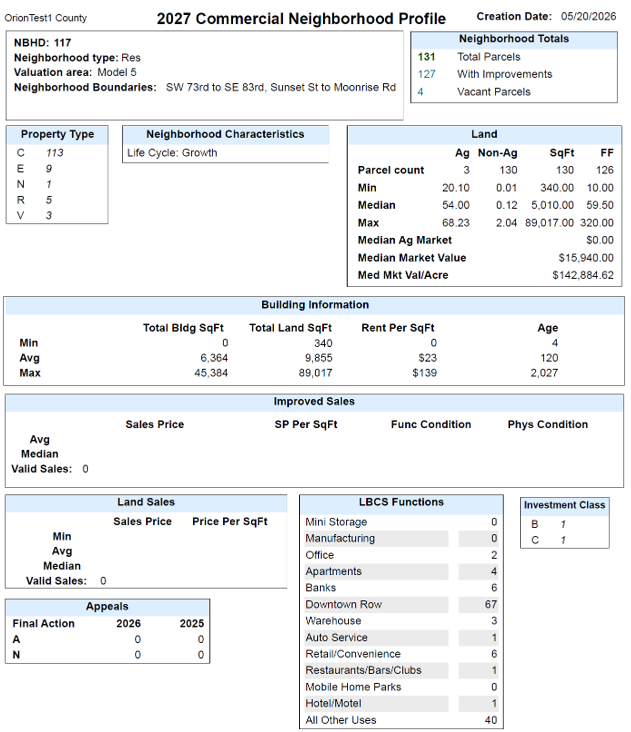 OrionTest1 County
2027 Commercial Neighborhood Profile
Creation Date: 05/20/2026
NBHD: 117
Neighborhood type: Res
Valuation area: Model 5
Neighborhood Boundaries: SW 73rd to SE 83rd, Sunset St to Moonrise Rd
Neighborhood Totals
131 Total Parcels
127 With Improvements
4 Vacant Parcels
Property Type
C 113
E 9
N 1
R 5
V 3
Neighborhood Characteristics
Life Cycle: Growth
Land
Ag Non-Ag SqFt FF
Parcel count 3 130 130 126
Min 20.10 0.01 340.00 10.00
Median 54.00 0.12 5,010.00 59.50
Max 68.23 2.04 89,017.00 320.00
Median Ag Market $0.00
Median Market Value $15,940.00
Med Mkt Val/Acre $142,884.62
Building Information
Total Bldg SqFt Total Land SqFt Rent Per SqFt Age
Min 0 340 0 4
Avg 6,364 9,855 $23 120
Max 45,384 89,017 $139 2,027
Improved Sales
Sales Price SP Per SqFt Func Condition Phys Condition
Avg
Median
Valid Sales: 0
Land Sales
Sales Price Price Per SqFt
Min
Avg
Median
Valid Sales: 0
Appeals
Final Action 2026 2025
A 0 0
N 0 0
LBCS Functions
Mini Storage 0
Manufacturing 0
Office 2
Apartments 4
Banks 6
Downtown Row 67
Warehouse 3
Auto Service 1
Retail/Convenience 6
Restaurants/Bars/Clubs 1
Mobile Home Parks 0
Hotel/Motel 1
All Other Uses 40
Investment Class
B 1
C 1